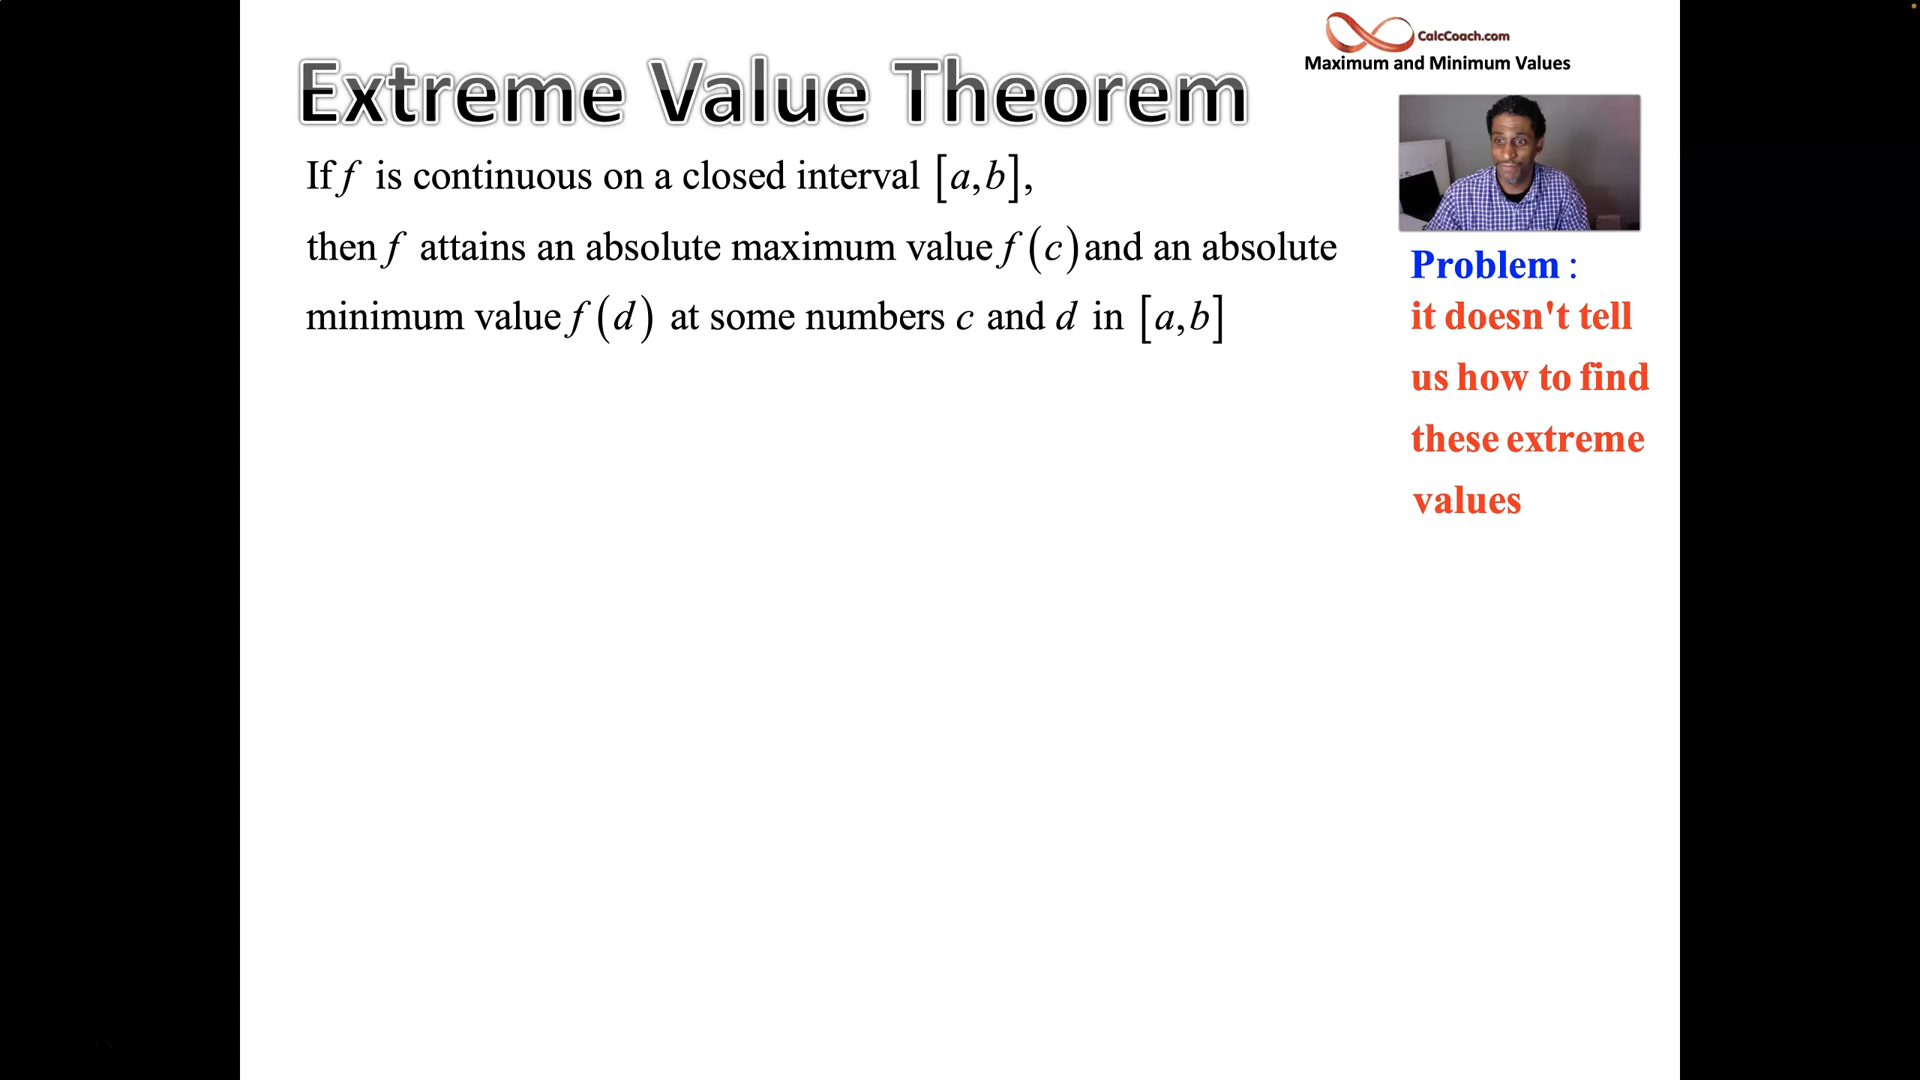 CalcCoach.com
Maximum and Minimum Values
Extreme Value Theorem
If f is continuous on a closed interval [a,b],
then f attains an absolute maximum value f(c) and an absolute
minimum value f(d) at some numbers c and d in [a,b]
Problem :
it doesn't tell
us how to find
these extreme
values